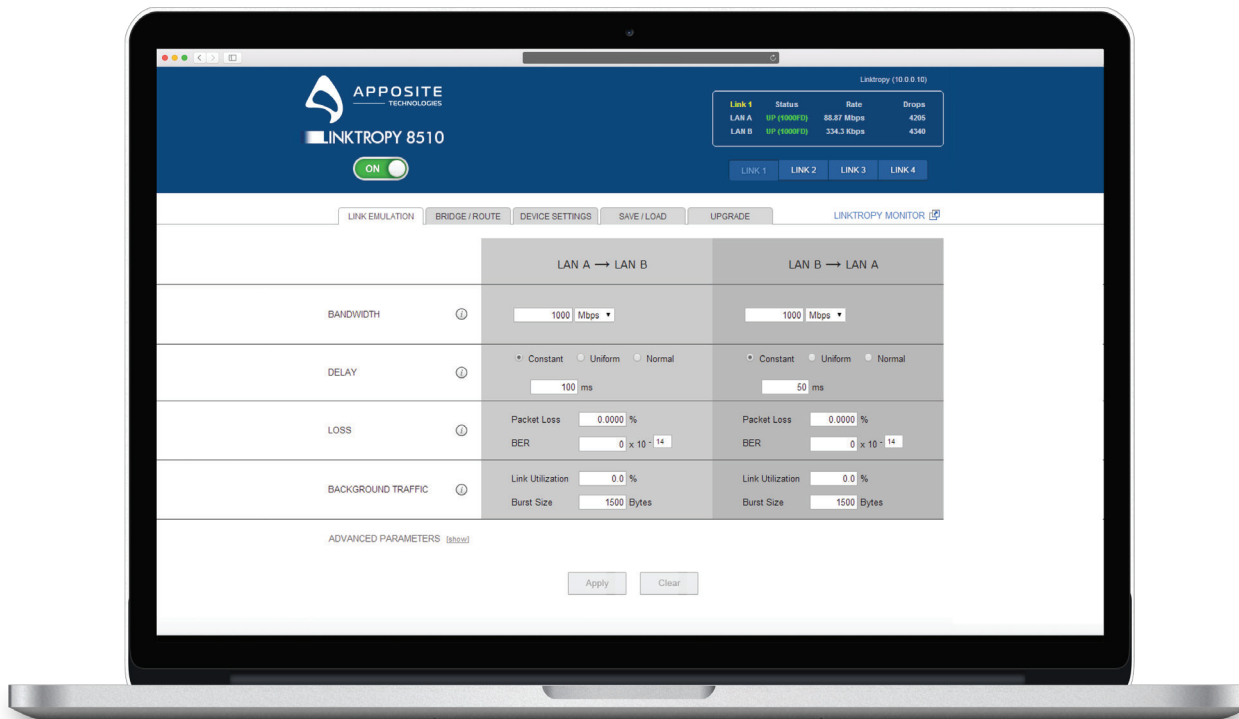 Linktropy (10.0.0.10)
APPOSITE
TECHNOLOGIES
LINKTROPY 8510
ON
Link 1 Status Rate Drops
LAN A UP (1000FD) 88.87 Mbps 4205
LAN B UP (1000FD) 334.3 Kbps 4340
LINK 1 LINK 2 LINK 3 LINK 4
LINK EMULATION BRIDGE / ROUTE DEVICE SETTINGS SAVE / LOAD UPGRADE LINKTROPY MONITOR
LAN A → LAN B LAN B → LAN A
BANDWIDTH i 1000 Mbps 1000 Mbps
Constant Uniform Normal Constant Uniform Normal
DELAY i
100 ms 50 ms
Packet Loss 0.0000 % Packet Loss 0.0000 %
LOSS i
BER 0 x 10 - 14 BER 0 x 10 - 14
Link Utilization 0.0 % Link Utilization 0.0 %
BACKGROUND TRAFFIC i
Burst Size 1500 Bytes Burst Size 1500 Bytes
ADVANCED PARAMETERS [show]
Apply Clear